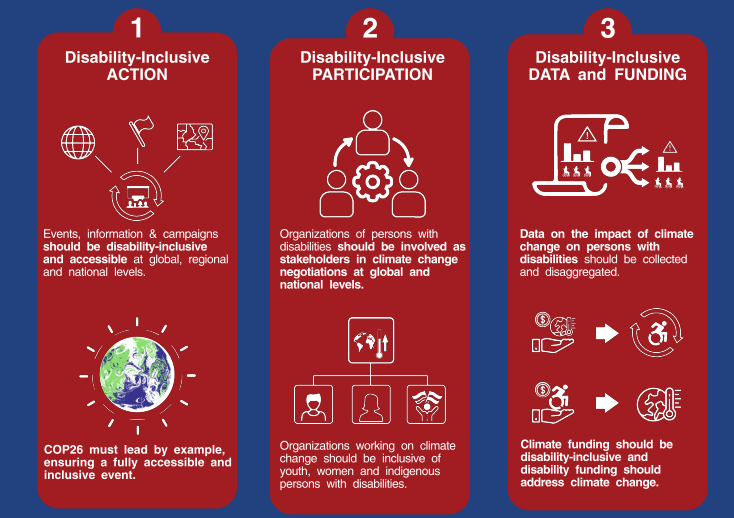 1
Disability-Inclusive
ACTION
Events, information & campaigns
should be disability-inclusive
and accessible at global, regional
and national levels.
COP26 must lead by example,
ensuring a fully accessible and
inclusive event.
2
Disability-Inclusive
PARTICIPATION
Organizations of persons with
disabilities should be involved as
stakeholders in climate change
negotiations at global and
national levels.
Organizations working on climate
change should be inclusive of
youth, women and indigenous
persons with disabilities.
3
Disability-Inclusive
DATA and FUNDING
Data on the impact of climate
change on persons with
disabilities should be collected
and disaggregated.
Climate funding should be
disability-inclusive and
disability funding should
address climate change.